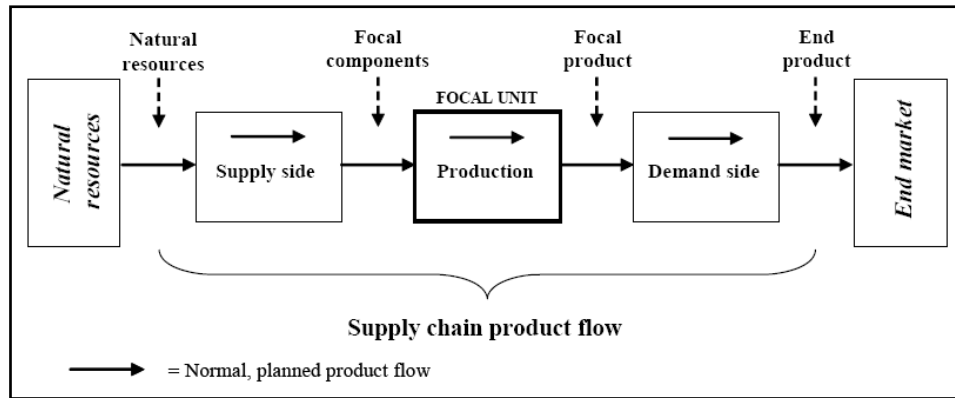 Natural
resources
Focal
components
Focal
product
End
product
FOCAL UNIT
Natural
resources
Supply side
Production
Demand side
End market
Supply chain product flow
= Normal, planned product flow